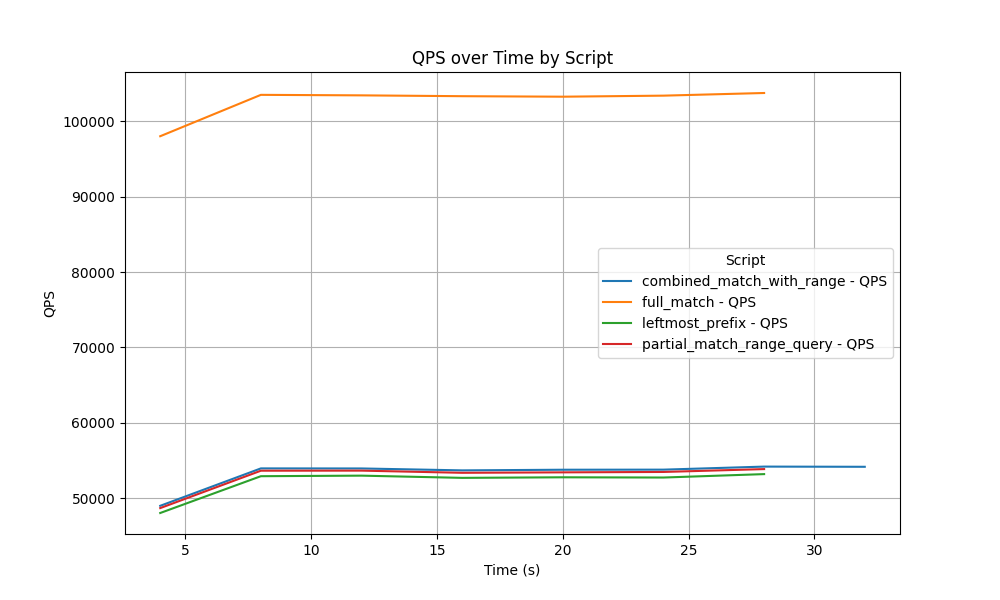 QPS over Time by Script
100000
90000
80000
70000
60000
50000
QPS
Script
combined_match_with_range - QPS
full_match - QPS
leftmost_prefix - QPS
partial_match_range_query - QPS
5 10 15 20 25 30
Time (s)